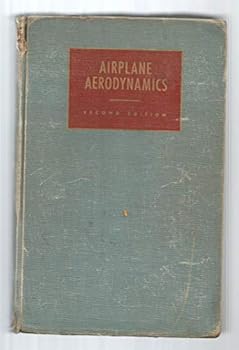 AIRPLANE
AERODYNAMICS
SECOND EDITION